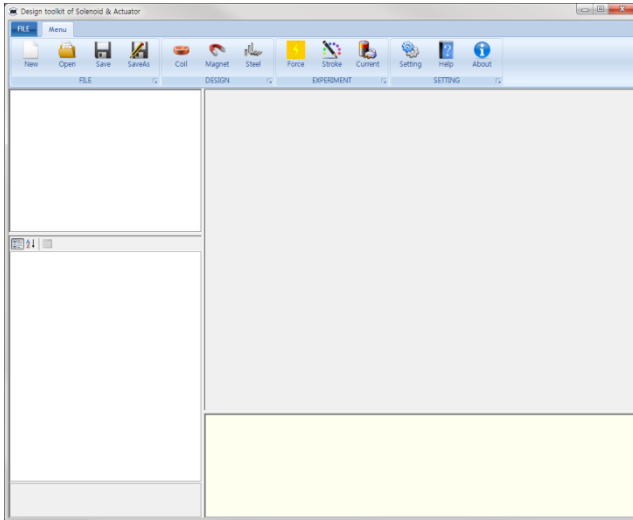 Design toolkit of Solenoid & Actuator
FILE Menu
New Open Save SaveAs Coil Magnet Steel Force Stroke Current Setting Help About
FILE DESIGN EXPERIMENT SETTING